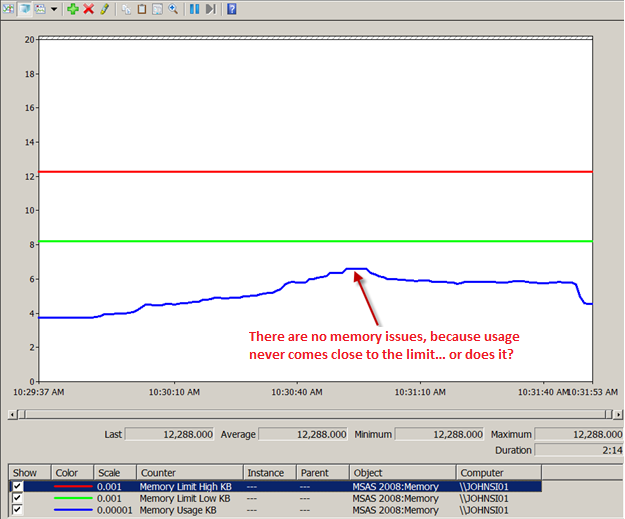 20
18
16
14
12
10
8
6
4
2
0
There are no memory issues, because usage
never comes close to the limit... or does it?
10:29:37 AM 10:30:10 AM 10:30:40 AM 10:31:10 AM 10:31:40 AM 10:31:53 AM
Last 12,288.000 Average 12,288.000 Minimum 12,288.000 Maximum 12,288.000
Duration 2:14
Show Color Scale Counter Instance Parent Object Computer
0.001 Memory Limit High KB --- --- MSAS 2008:Memory \\JOHNSI01
0.001 Memory Limit Low KB --- --- MSAS 2008:Memory \\JOHNSI01
0.00001 Memory Usage KB --- --- MSAS 2008:Memory \\JOHNSI01